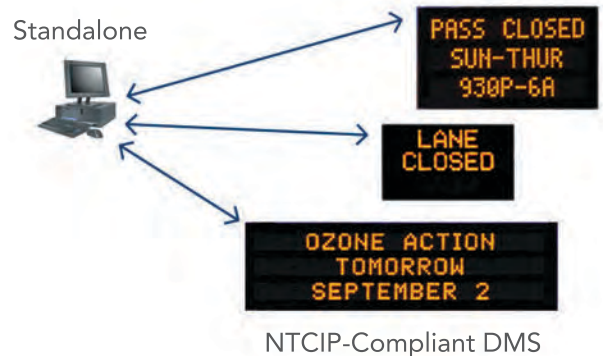 Standalone
PASS CLOSED
SUN-THUR
930P-6A
LANE
CLOSED
OZONE ACTION
TOMORROW
SEPTEMBER 2
NTCIP-Compliant DMS